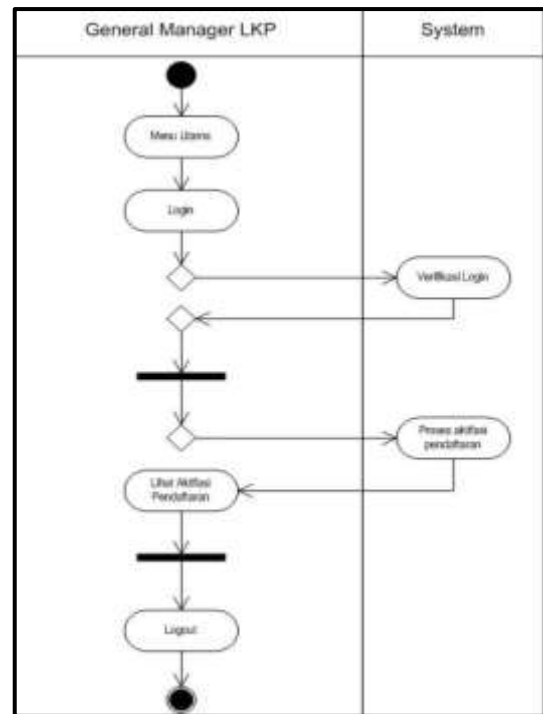 General Manager LKP
System
Menu Utama
Login
Verifikasi Login
Proses aktifasi
pendaftaran
Lihat Aktifasi
Pendaftaran
Logout